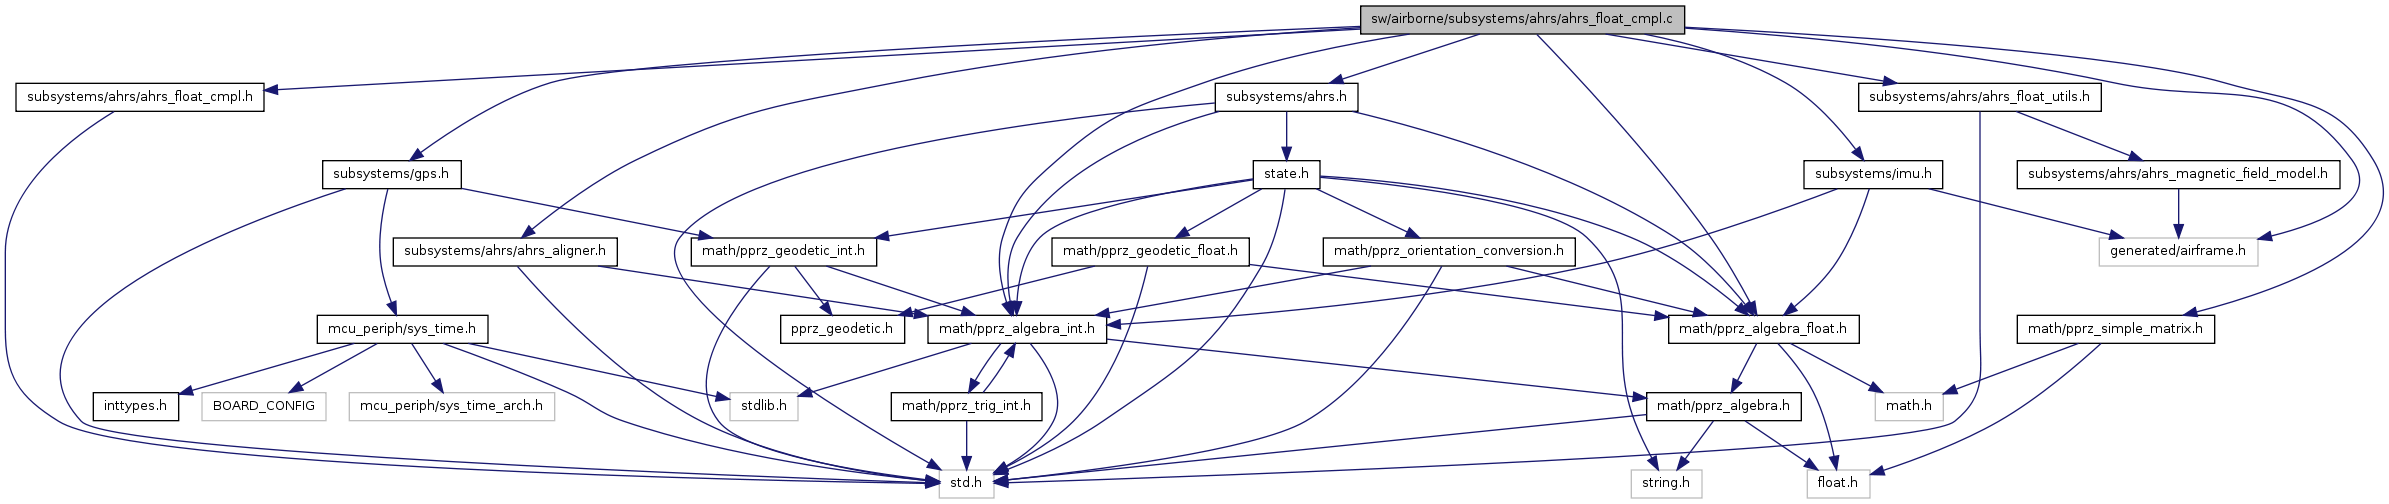 sw/airborne/subsystems/ahrs/ahrs_float_cmpl.c
subsystems/ahrs/ahrs_float_cmpl.h
subsystems/ahrs.h
subsystems/ahrs/ahrs_float_utils.h
subsystems/gps.h
state.h
subsystems/imu.h
subsystems/ahrs/ahrs_magnetic_field_model.h
subsystems/ahrs/ahrs_aligner.h
math/pprz_geodetic_int.h
math/pprz_geodetic_float.h
math/pprz_orientation_conversion.h
generated/airframe.h
mcu_periph/sys_time.h
pprz_geodetic.h
math/pprz_algebra_int.h
math/pprz_algebra_float.h
math/pprz_simple_matrix.h
inttypes.h
BOARD_CONFIG
mcu_periph/sys_time_arch.h
stdlib.h
math/pprz_trig_int.h
math/pprz_algebra.h
math.h
std.h
string.h
float.h